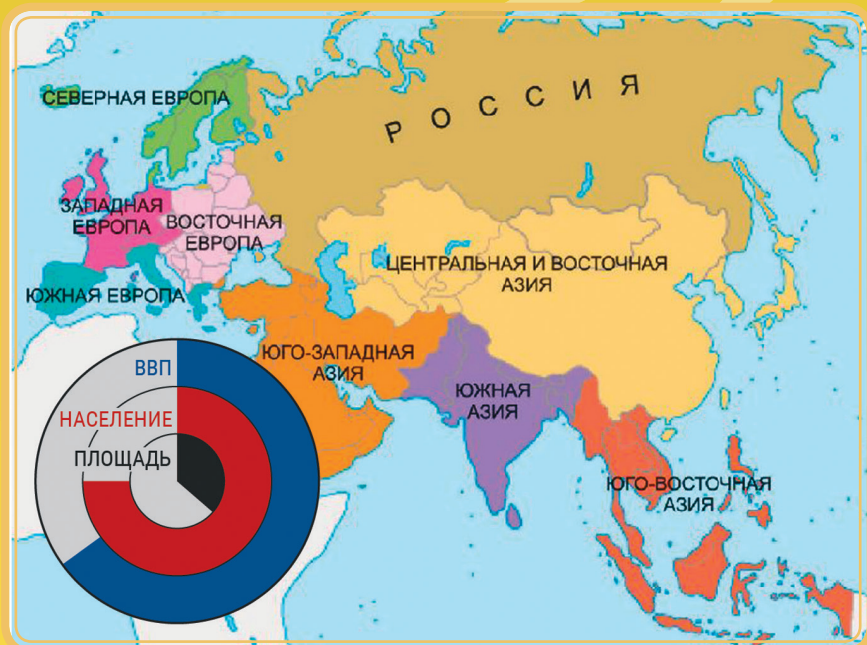 СЕВЕРНАЯ ЕВРОПА
РОССИЯ
ЗАПАДНАЯ
ЕВРОПА
ВОСТОЧНАЯ
ЕВРОПА
ЦЕНТРАЛЬНАЯ И ВОСТОЧНАЯ
АЗИЯ
ЮЖНАЯ ЕВРОПА
ЮГО-ЗАПАДНАЯ
АЗИЯ
ЮЖНАЯ
АЗИЯ
ЮГО-ВОСТОЧНАЯ
АЗИЯ
ВВП
НАСЕЛЕНИЕ
ПЛОЩАДЬ